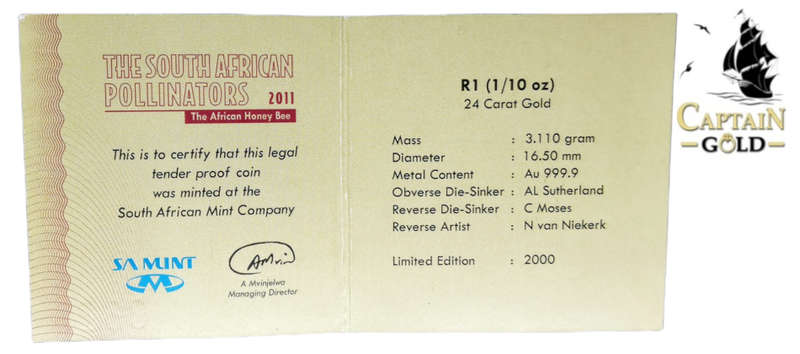 THE SOUTH AFRICAN
POLLINATORS 2011
The African Honey Bee
This is to certify that this legal
tender proof coin
was minted at the
South African Mint Company
SA MINT
A Mvinjelwa
Managing Director
R1 (1/10 oz)
24 Carat Gold
Mass : 3.110 gram
Diameter : 16.50 mm
Metal Content : Au 999.9
Obverse Die-Sinker : AL Sutherland
Reverse Die-Sinker : C Moses
Reverse Artist : N van Niekerk
Limited Edition : 2000
CAPTAIN
GOLD